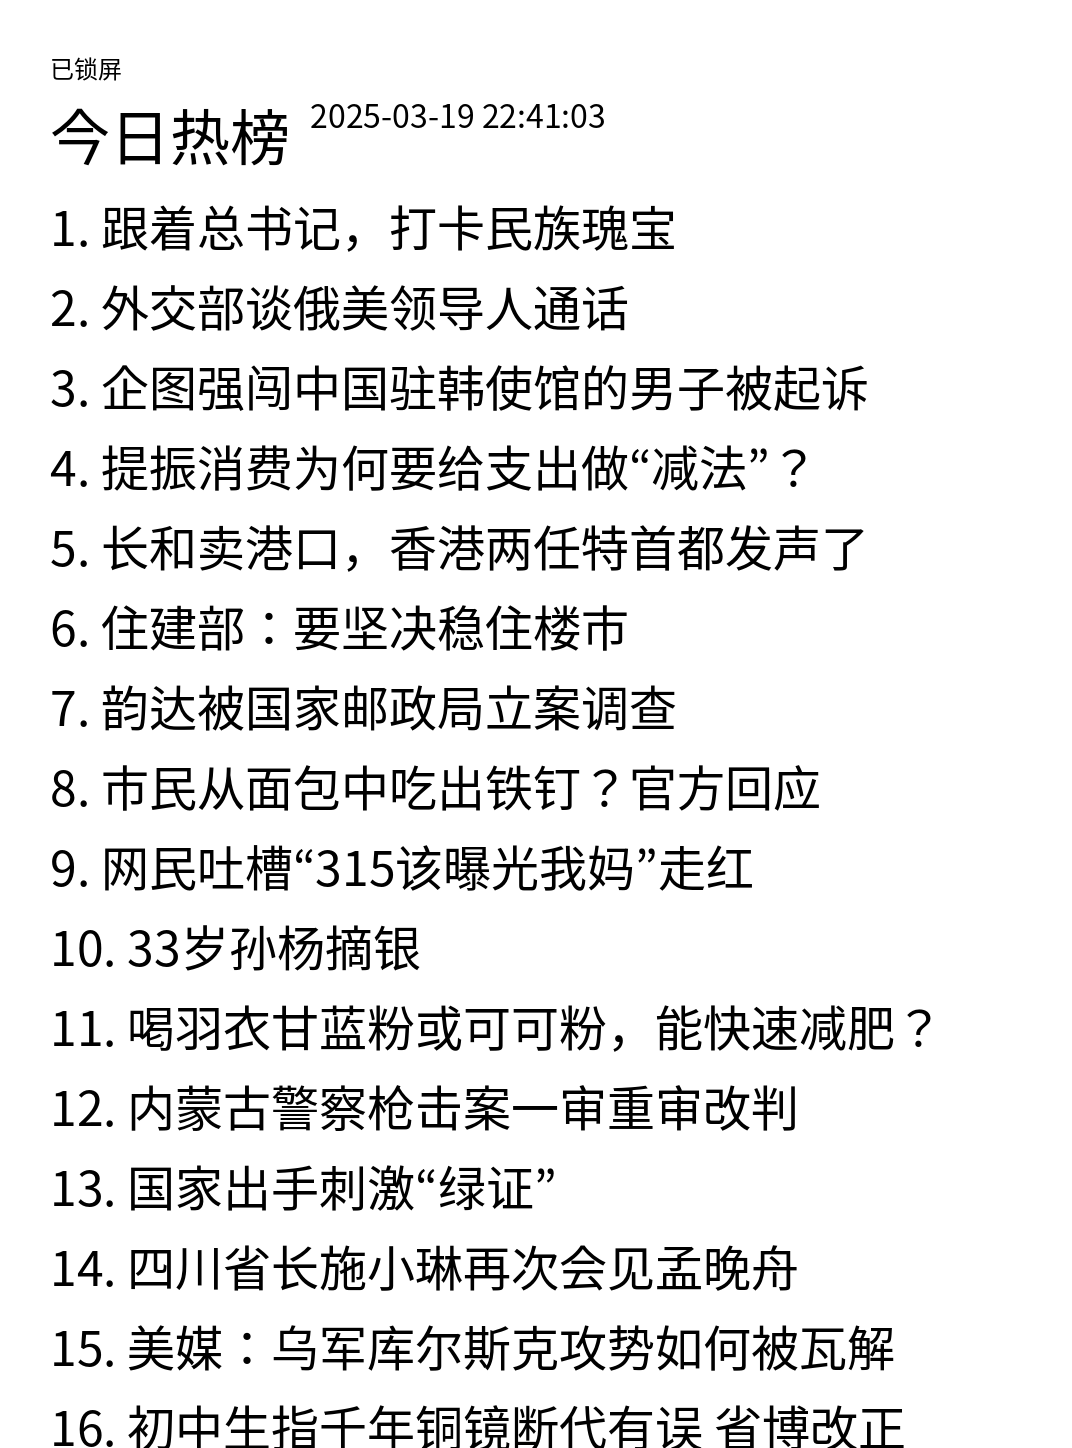 已锁屏
今日热榜 2025-03-19 22:41:03
1. 跟着总书记，打卡民族瑰宝
2. 外交部谈俄美领导人通话
3. 企图强闯中国驻韩使馆的男子被起诉
4. 提振消费为何要给支出做“减法”？
5. 长和卖港口，香港两任特首都发声了
6. 住建部：要坚决稳住楼市
7. 韵达被国家邮政局立案调查
8. 市民从面包中吃出铁钉？官方回应
9. 网民吐槽“315该曝光我妈”走红
10. 33岁孙杨摘银
11. 喝羽衣甘蓝粉或可可粉，能快速减肥？
12. 内蒙古警察枪击案一审重审改判
13. 国家出手刺激“绿证”
14. 四川省长施小琳再次会见孟晚舟
15. 美媒：乌军库尔斯克攻势如何被瓦解
16. 初中生指千年铜镜断代有误 省博改正